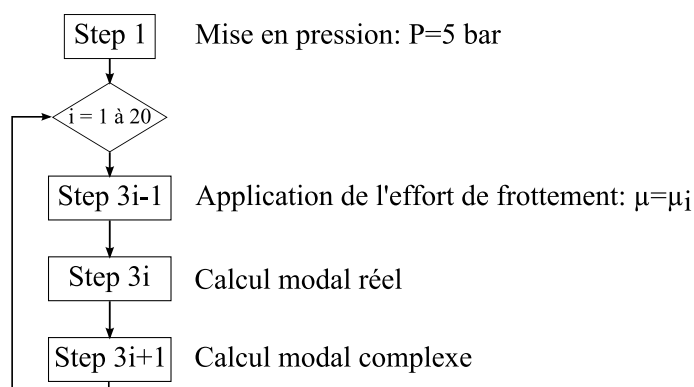 Step 1 Mise en pression: P=5 bar
i = 1 à 20
Step 3i-1 Application de l'effort de frottement: µ=µi
Step 3i Calcul modal réel
Step 3i+1 Calcul modal complexe